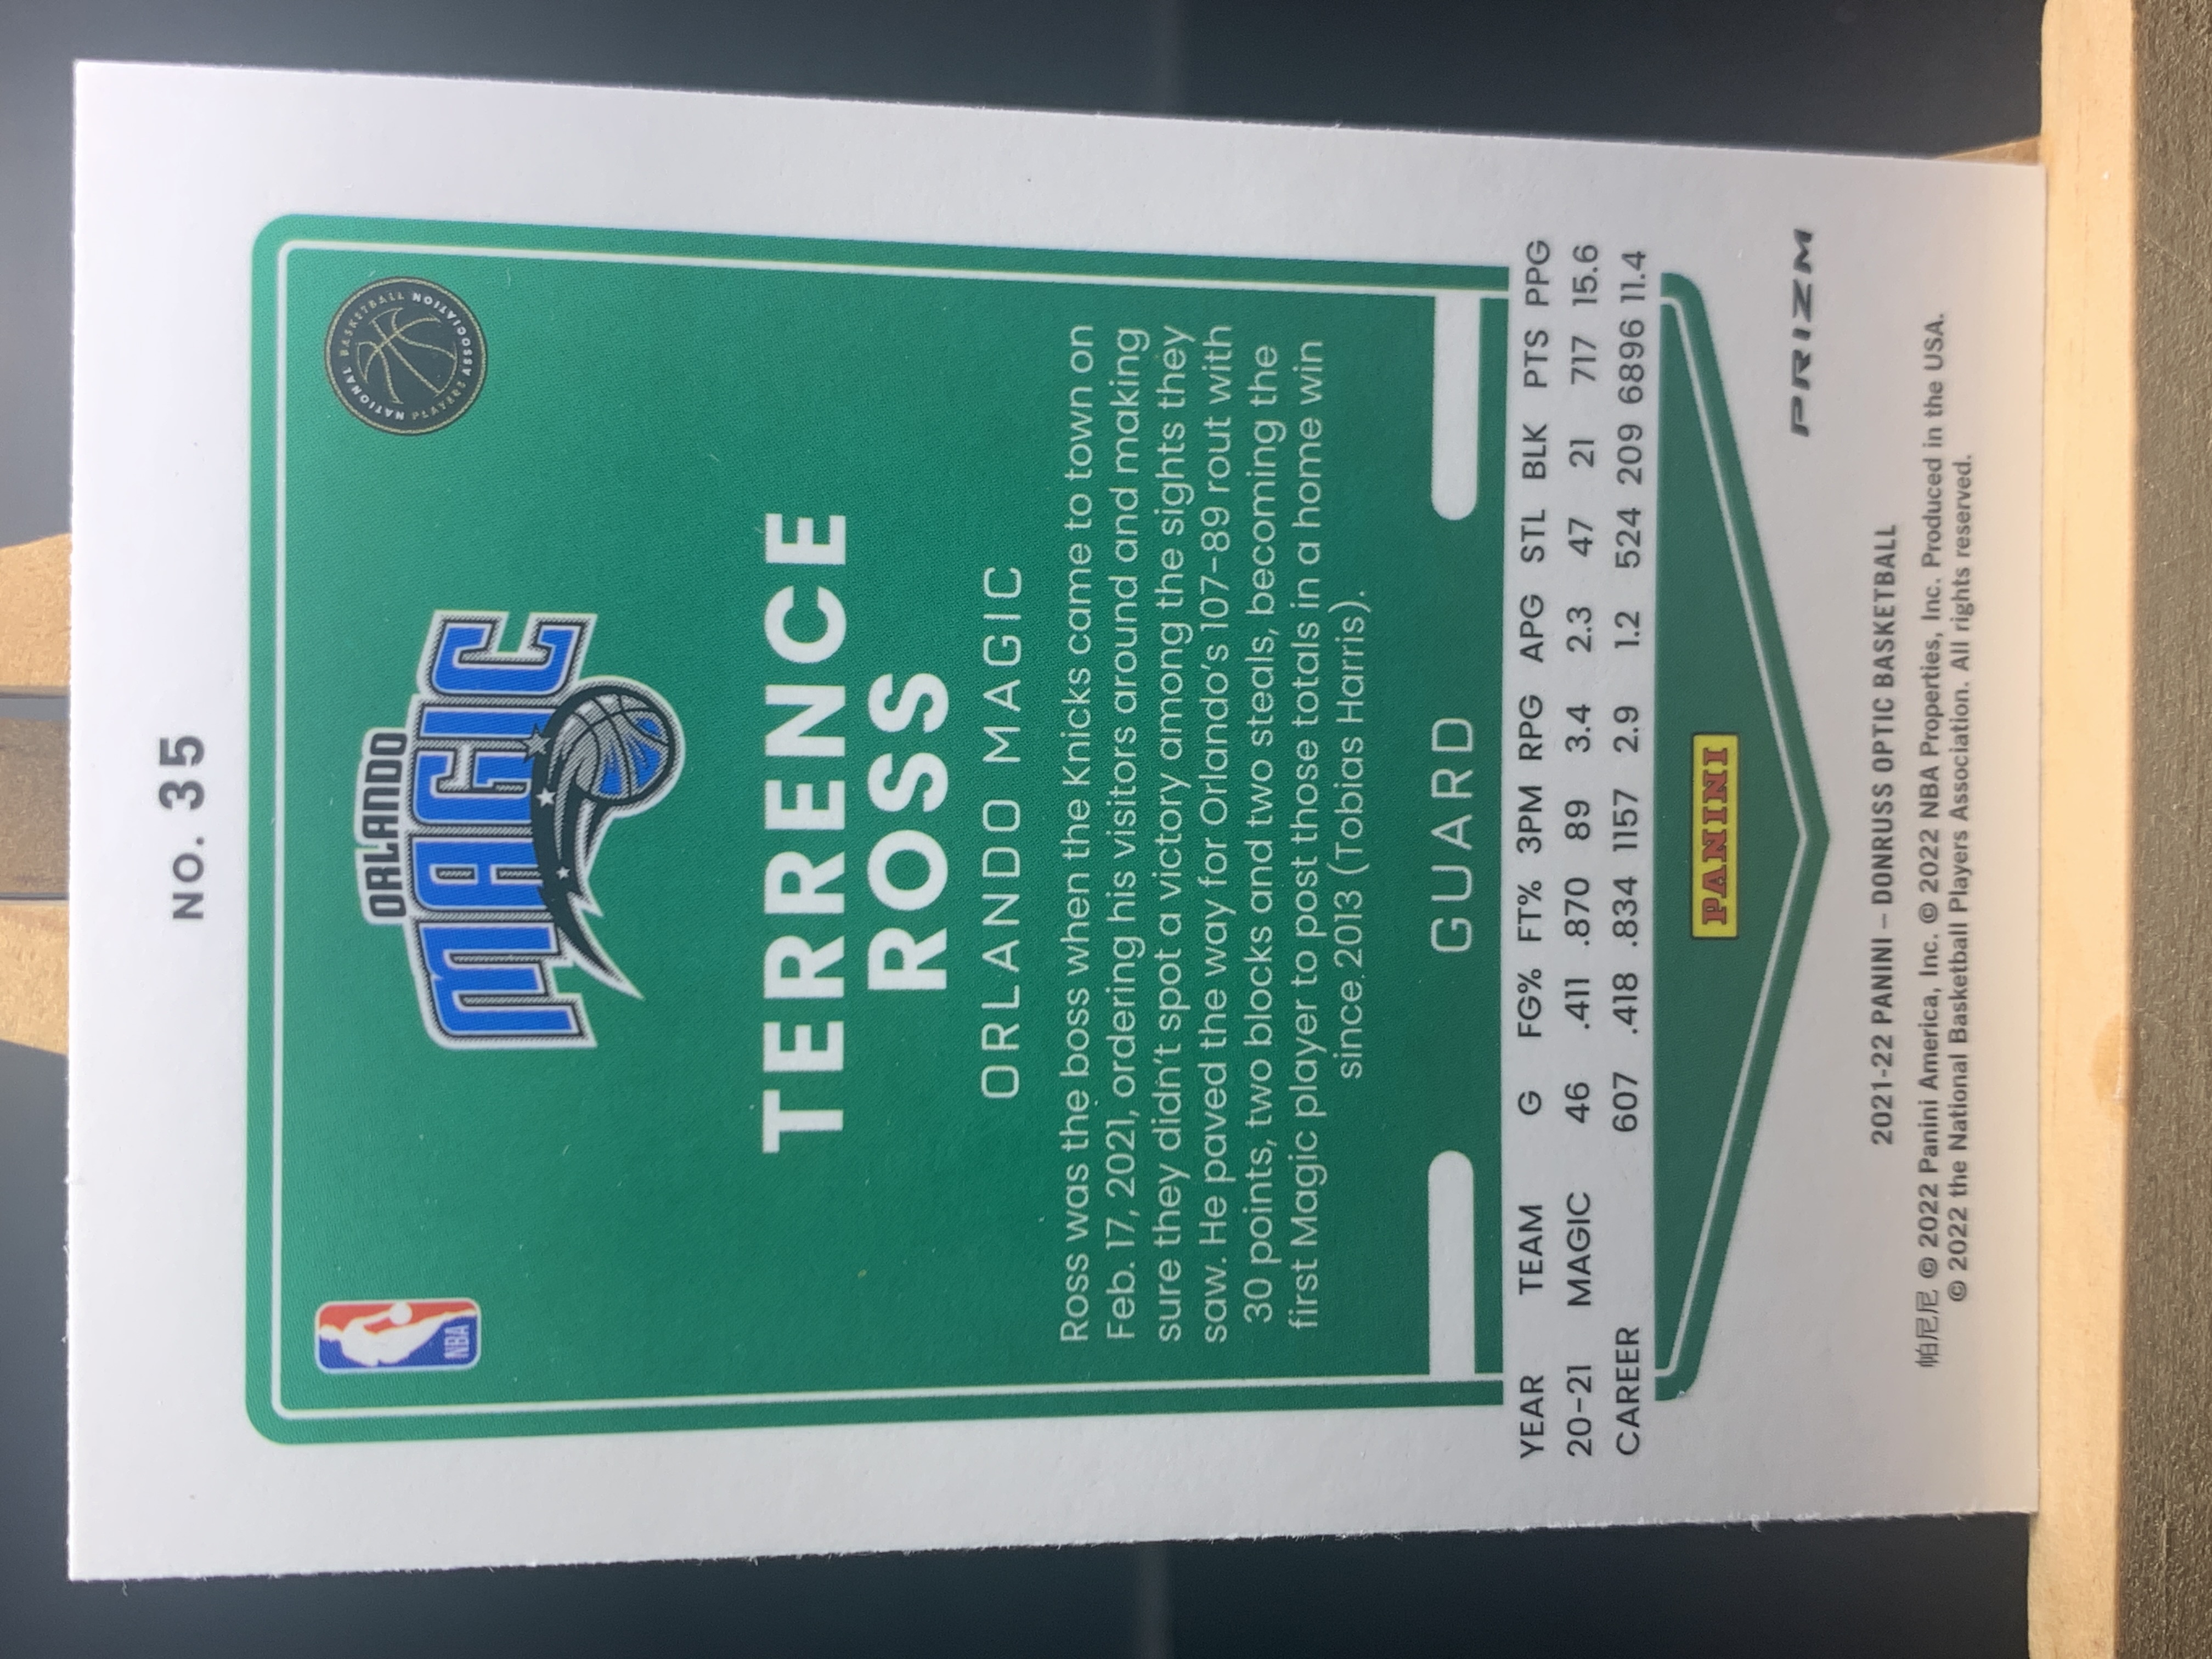 NO. 35
NBA
NATIONAL BASKETBALL PLAYERS ASSOCIATION
ORLANDO
MAGIC
TERRENCE
ROSS
ORLANDO MAGIC
Ross was the boss when the Knicks came to town on
Feb. 17, 2021, ordering his visitors around and making
sure they didn't spot a victory among the sights they
saw. He paved the way for Orlando's 107-89 rout with
30 points, two blocks and two steals, becoming the
first Magic player to post those totals in a home win
since 2013 (Tobias Harris).
GUARD
YEAR TEAM G FG% FT% 3PM RPG APG STL BLK PTS PPG
20-21 MAGIC 46 .411 .870 89 3.4 2.3 47 21 717 15.6
CAREER 607 .418 .834 1157 2.9 1.2 524 209 6896 11.4
PANINI
PRIZM
2021-22 PANINI – DONRUSS OPTIC BASKETBALL
帕尼尼 © 2022 Panini America, Inc. © 2022 NBA Properties, Inc. Produced in the USA.
© 2022 the National Basketball Players Association. All rights reserved.